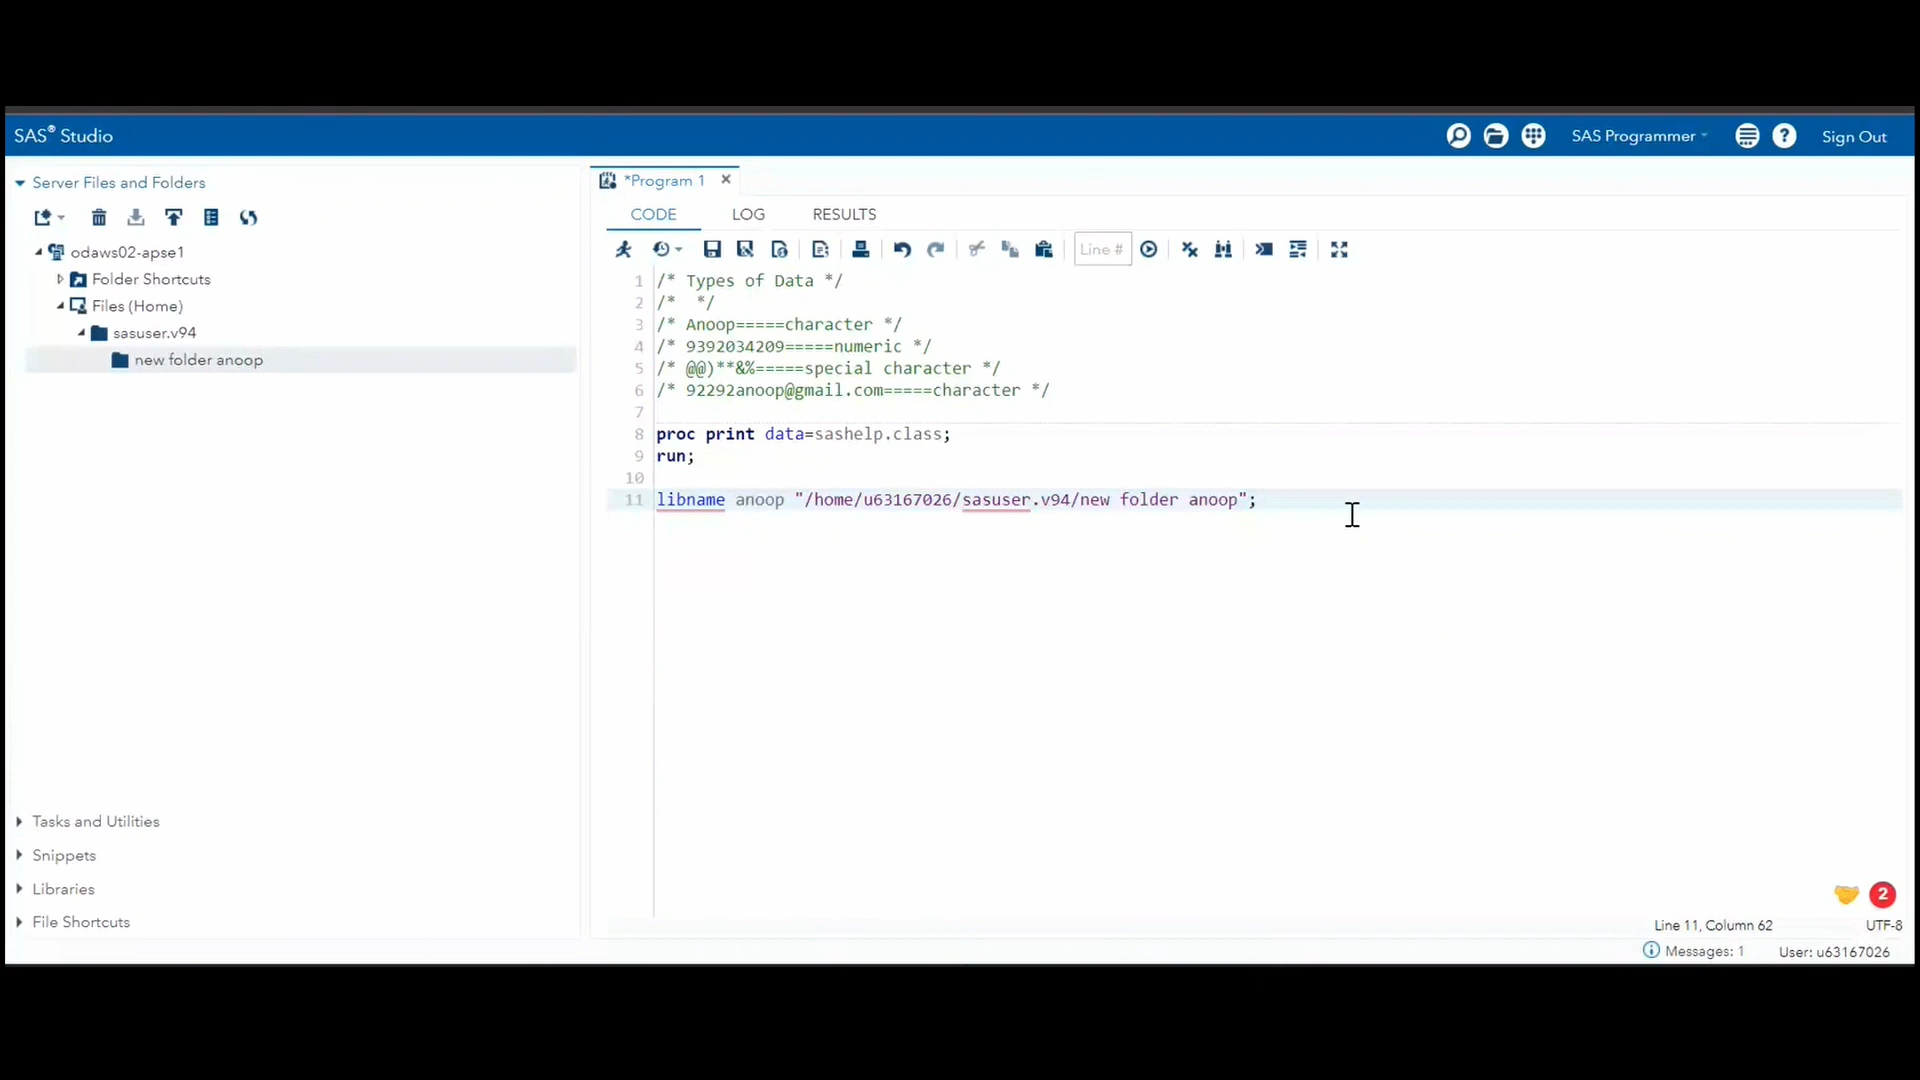 SAS® Studio
SAS Programmer
Sign Out
Server Files and Folders
odaws02-apse1
Folder Shortcuts
Files (Home)
sasuser.v94
new folder anoop
Tasks and Utilities
Snippets
Libraries
File Shortcuts
*Program 1
CODE LOG RESULTS
Line #
1 /* Types of Data */
2 /*  */
3 /* Anoop=====character */
4 /* 9392034209=====numeric */
5 /* @@)**&%=====special character */
6 /* 92292anoop@gmail.com=====character */
7
8 proc print data=sashelp.class;
9 run;
10
11 libname anoop "/home/u63167026/sasuser.v94/new folder anoop";
2
Line 11, Column 62
UTF-8
Messages: 1
User: u63167026